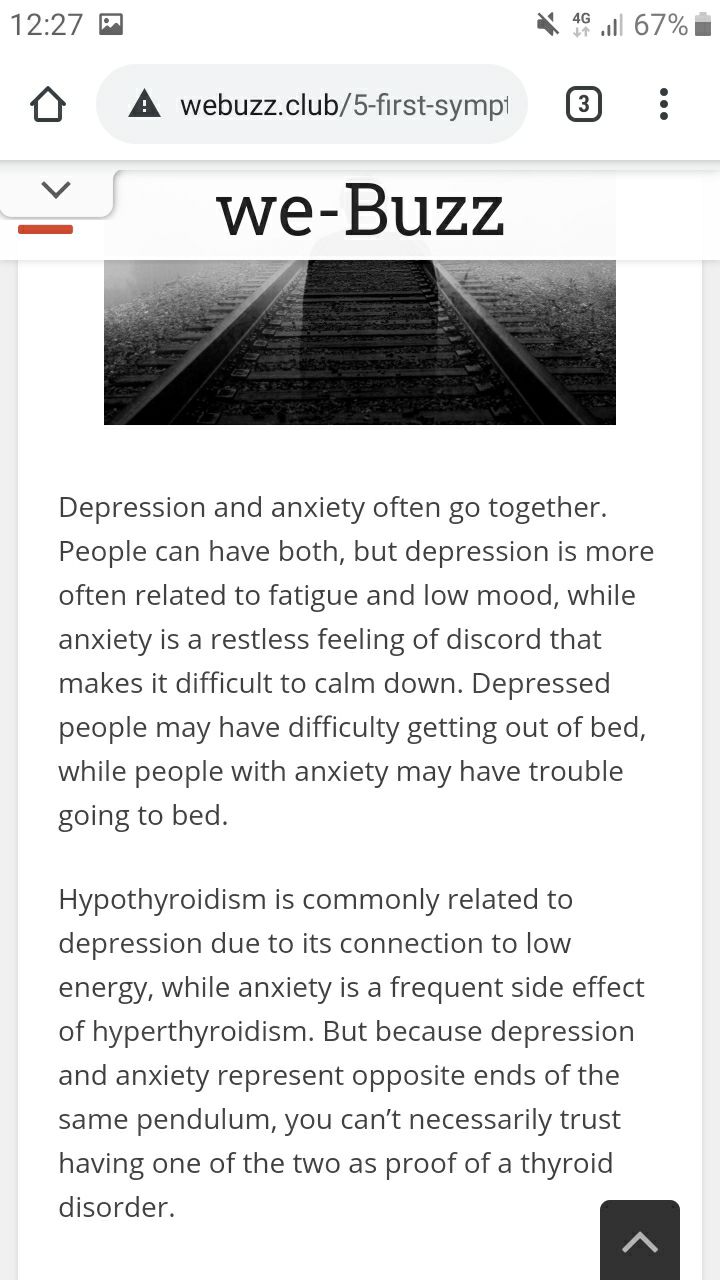 12:27
4G
67%
webuzz.club/5-first-sympt
3
we-Buzz
Depression and anxiety often go together.
People can have both, but depression is more
often related to fatigue and low mood, while
anxiety is a restless feeling of discord that
makes it difficult to calm down. Depressed
people may have difficulty getting out of bed,
while people with anxiety may have trouble
going to bed.
Hypothyroidism is commonly related to
depression due to its connection to low
energy, while anxiety is a frequent side effect
of hyperthyroidism. But because depression
and anxiety represent opposite ends of the
same pendulum, you can’t necessarily trust
having one of the two as proof of a thyroid
disorder.